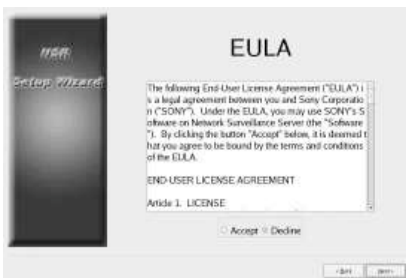 NSR
Setup Wizard
EULA
The following End-User License Agreement ("EULA") i
s a legal agreement between you and Sony Corporatio
n ("SONY"). Under the EULA, you may use SONY's S
oftware on Network Surveillance Server (the "Software
"). By clicking the button "Accept" below, it is deemed t
hat you agree to be bound by the terms and conditions
of the EULA.
END-USER LICENSE AGREEMENT
Article 1. LICENSE
Accept Decline